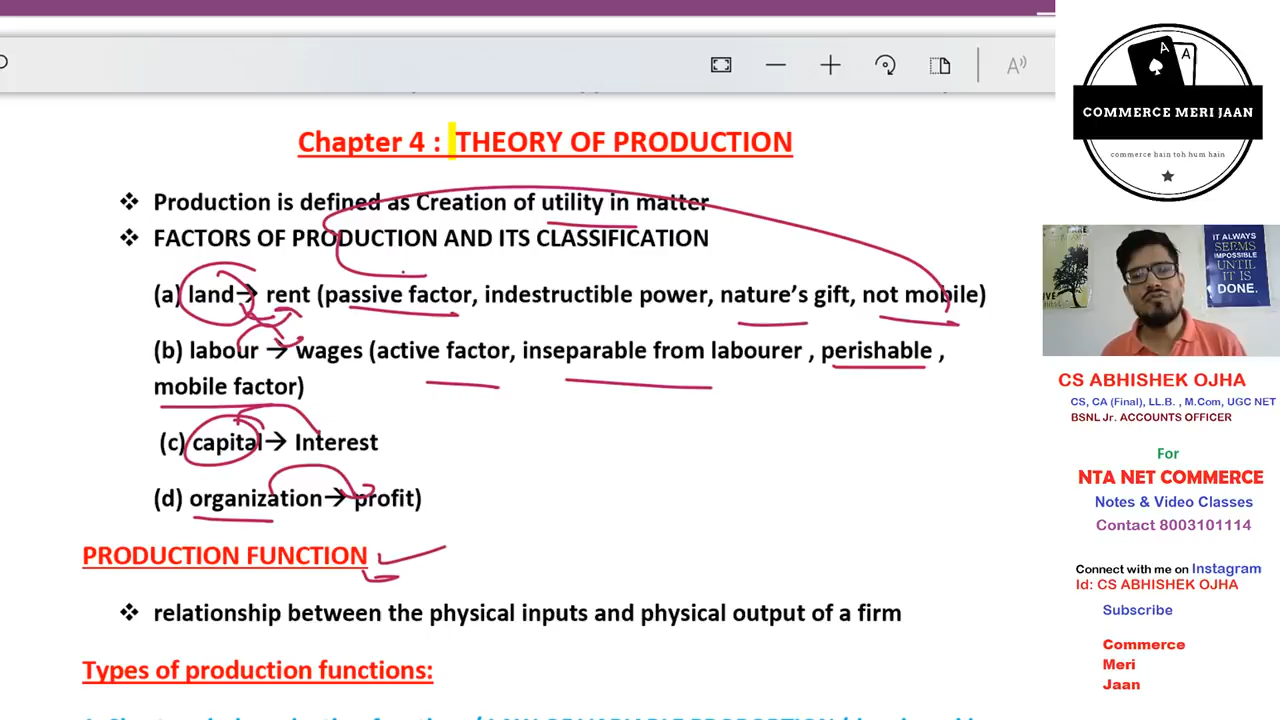 Chapter 4 : THEORY OF PRODUCTION
❖ Production is defined as Creation of utility in matter
❖ FACTORS OF PRODUCTION AND ITS CLASSIFICATION
(a) land→ rent (passive factor, indestructible power, nature's gift, not mobile)
(b) labour → wages (active factor, inseparable from labourer , perishable ,
mobile factor)
(c) capital→ Interest
(d) organization→ profit)
PRODUCTION FUNCTION
❖ relationship between the physical inputs and physical output of a firm
Types of production functions:
A A
COMMERCE MERI JAAN
commerce hain toh hum hain
IT ALWAYS
SEEMS
IMPOSSIBLE
UNTIL
IT IS
DONE.
CS ABHISHEK OJHA
CS, CA (Final), LL.B. , M.Com, UGC NET
BSNL Jr. ACCOUNTS OFFICER
For
NTA NET COMMERCE
Notes & Video Classes
Contact 8003101114
Connect with me on Instagram
Id: CS ABHISHEK OJHA
Subscribe
Commerce
Meri
Jaan